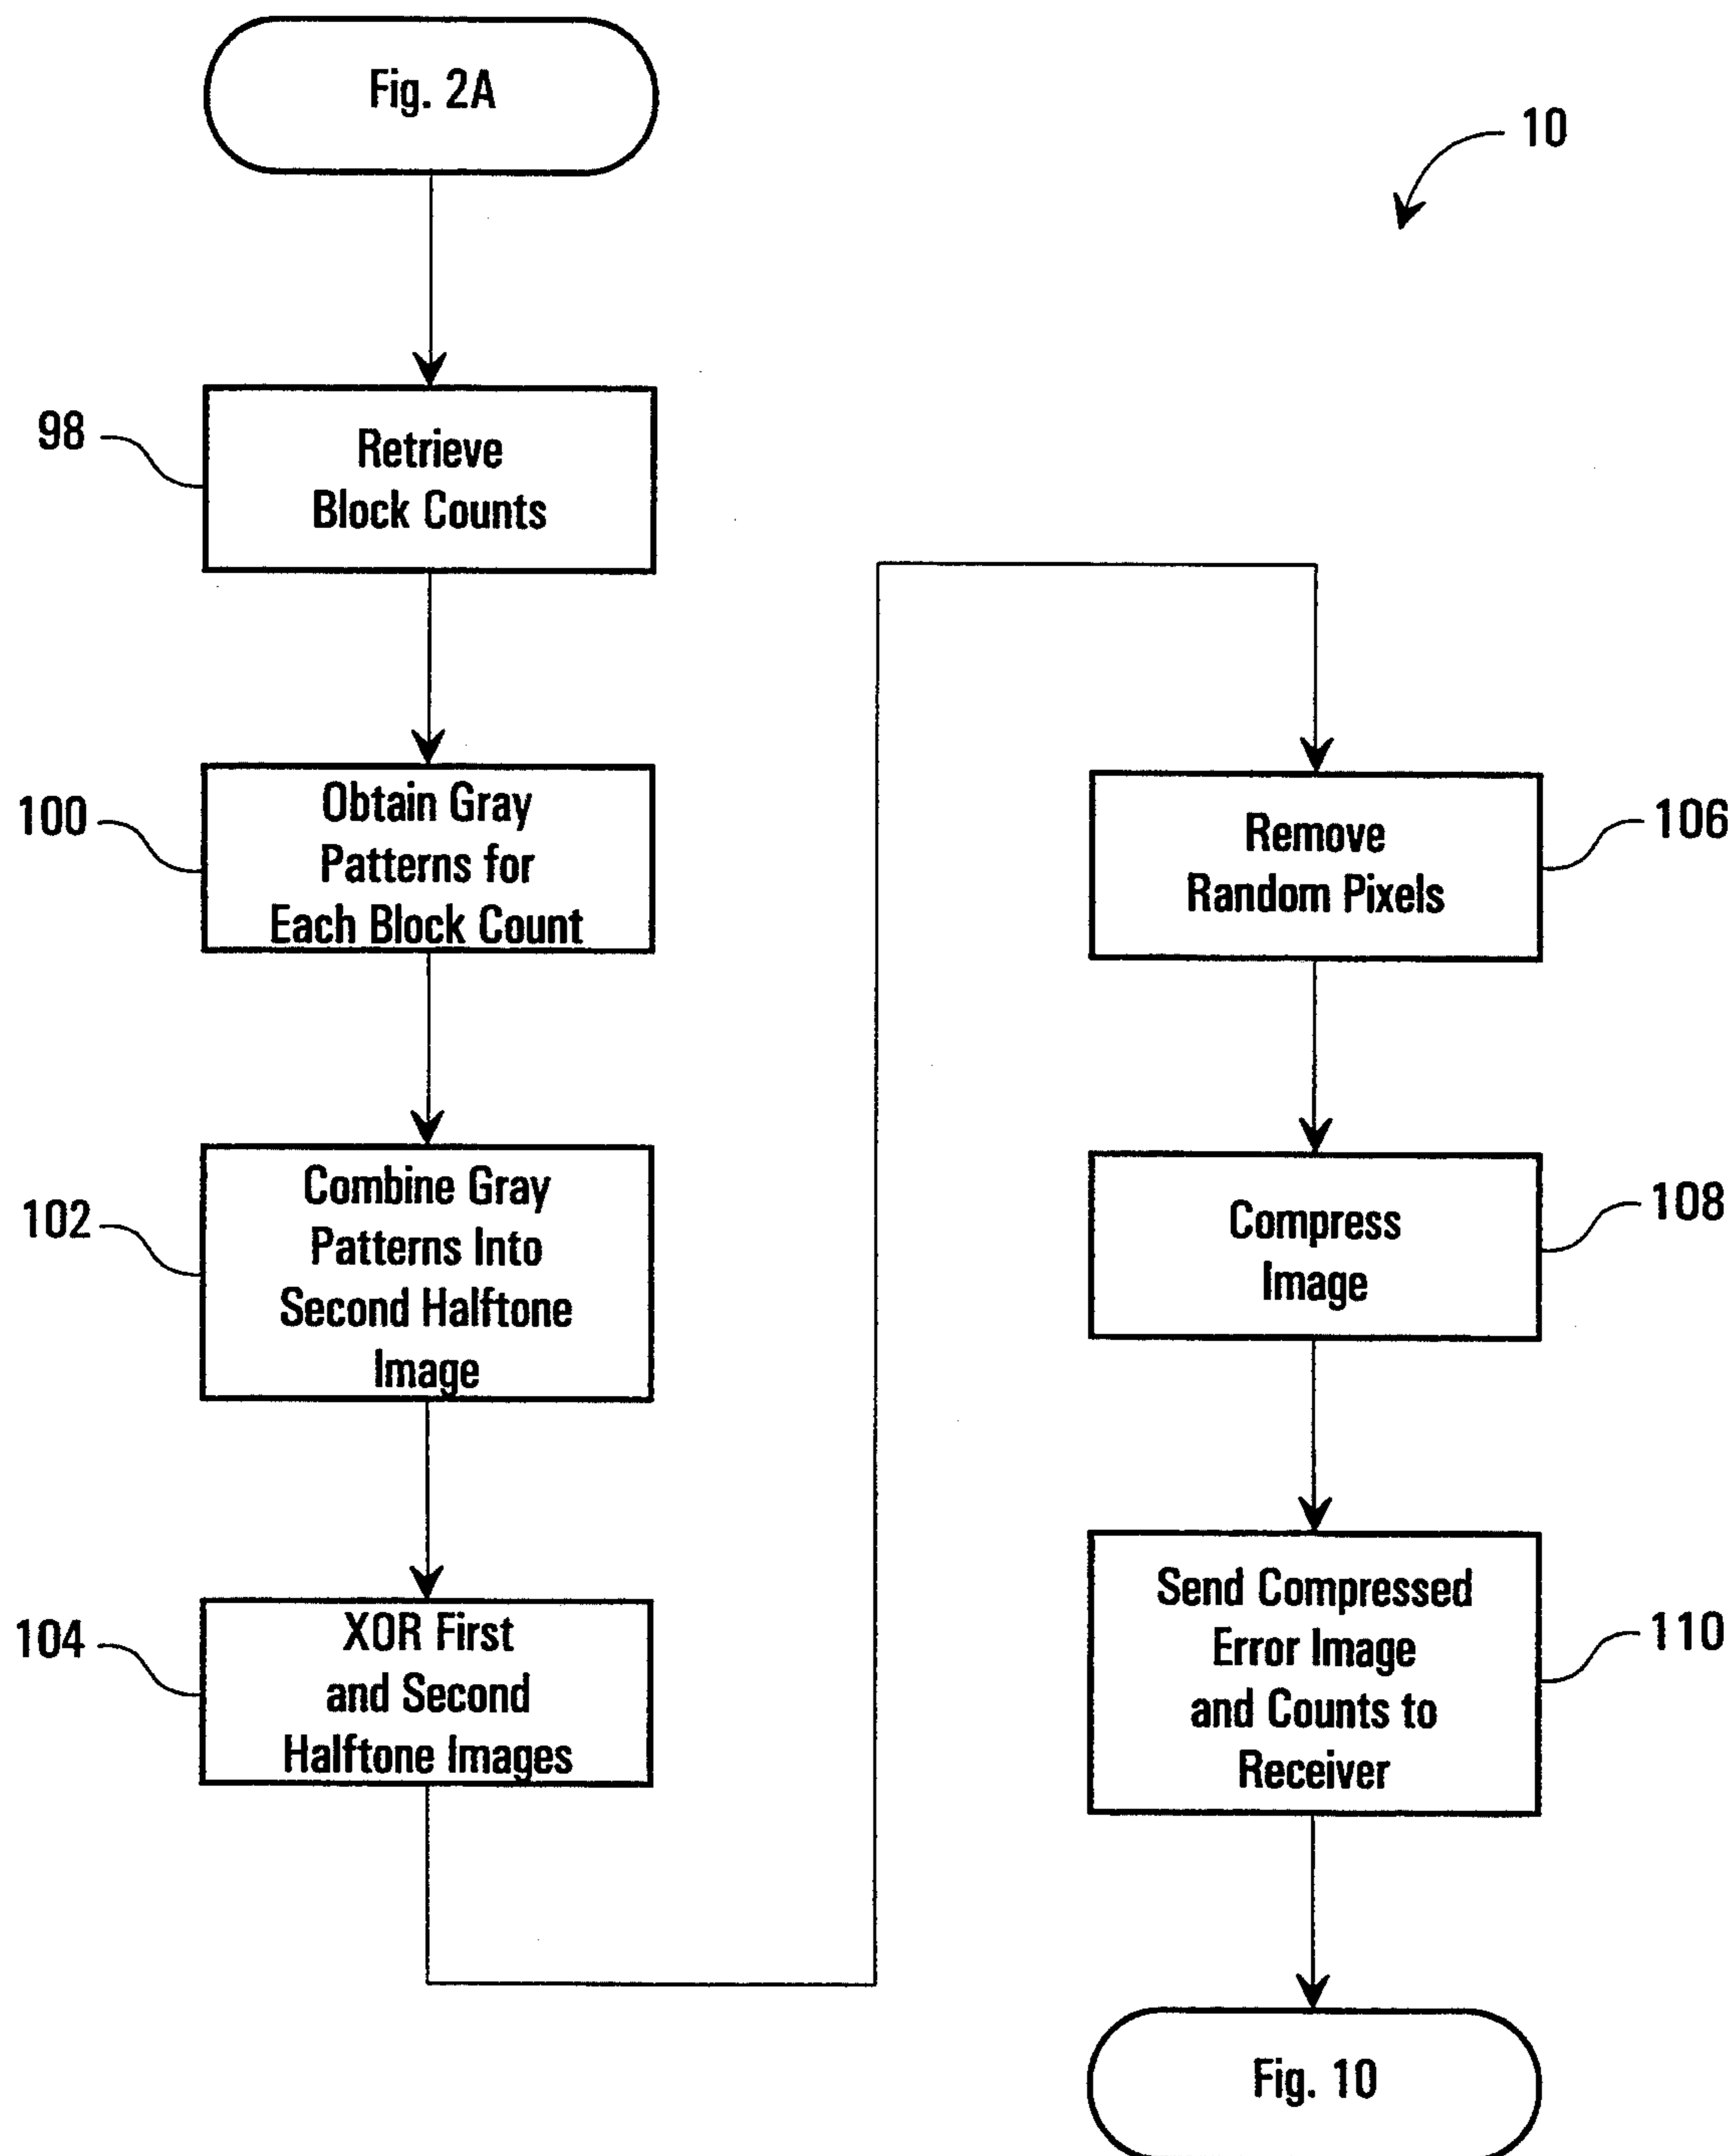 Fig. 2A
10
98
Retrieve
Block Counts
100
Obtain Gray
Patterns for
Each Block Count
102
Combine Gray
Patterns Into
Second Halftone
Image
104
XOR First
and Second
Halftone Images
106
Remove
Random Pixels
108
Compress
Image
110
Send Compressed
Error Image
and Counts to
Receiver
Fig. 10